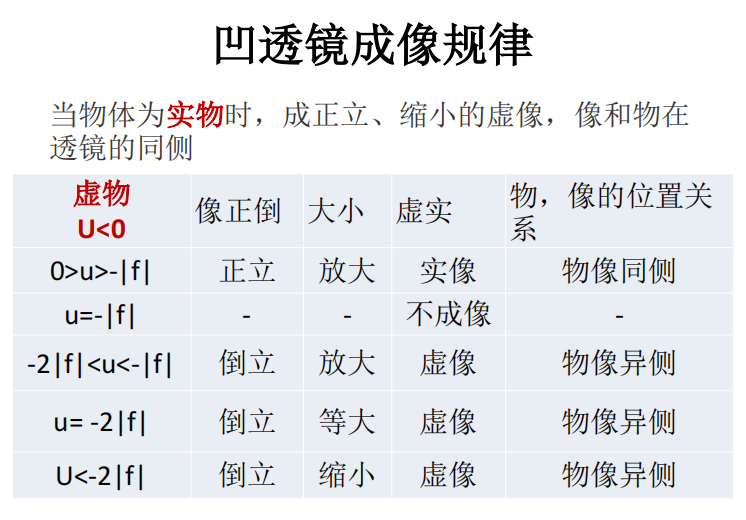 凹透镜成像规律
当物体为实物时，成正立、缩小的虚像，像和物在
透镜的同侧
虚物
U<0
像正倒
大小
虚实
物，像的位置关
系
0>u>-|f|
正立
放大
实像
物像同侧
u=-|f|
-
-
不成像
-
-2|f|<u<-|f|
倒立
放大
虚像
物像异侧
u= -2|f|
倒立
等大
虚像
物像异侧
U<-2|f|
倒立
缩小
虚像
物像异侧